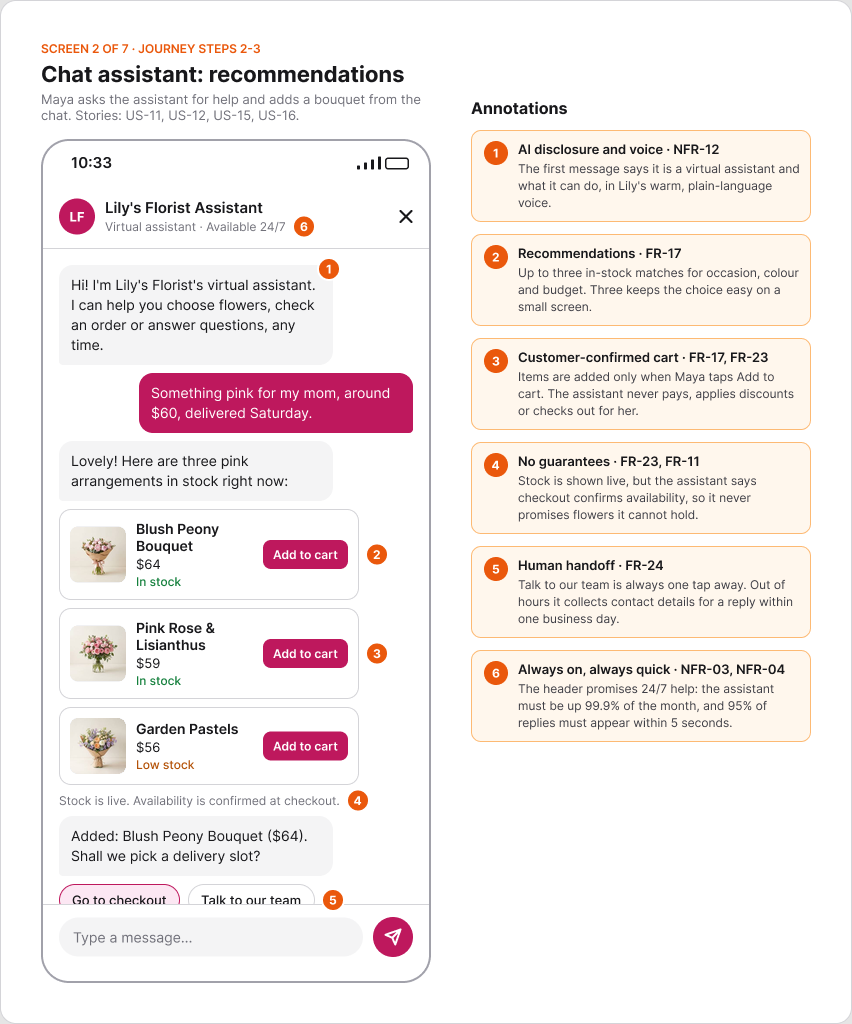 SCREEN 2 OF 7 · JOURNEY STEPS 2-3
Chat assistant: recommendations
Maya asks the assistant for help and adds a bouquet from the
chat. Stories: US-11, US-12, US-15, US-16.
10:33
LF
Lily's Florist Assistant
Virtual assistant · Available 24/7
6
1
Hi! I'm Lily's Florist's virtual assistant.
I can help you choose flowers, check
an order or answer questions, any
time.
Something pink for my mom, around
$60, delivered Saturday.
Lovely! Here are three pink
arrangements in stock right now:
Blush Peony
Bouquet
$64
In stock
Add to cart
2
Pink Rose &
Lisianthus
$59
In stock
Add to cart
3
Garden Pastels
$56
Low stock
Add to cart
Stock is live. Availability is confirmed at checkout.
4
Added: Blush Peony Bouquet ($64).
Shall we pick a delivery slot?
Go to checkout
Talk to our team
5
Type a message...
Annotations
1
AI disclosure and voice · NFR-12
The first message says it is a virtual assistant and
what it can do, in Lily's warm, plain-language
voice.
2
Recommendations · FR-17
Up to three in-stock matches for occasion, colour
and budget. Three keeps the choice easy on a
small screen.
3
Customer-confirmed cart · FR-17, FR-23
Items are added only when Maya taps Add to
cart. The assistant never pays, applies discounts
or checks out for her.
4
No guarantees · FR-23, FR-11
Stock is shown live, but the assistant says
checkout confirms availability, so it never
promises flowers it cannot hold.
5
Human handoff · FR-24
Talk to our team is always one tap away. Out of
hours it collects contact details for a reply within
one business day.
6
Always on, always quick · NFR-03, NFR-04
The header promises 24/7 help: the assistant
must be up 99.9% of the month, and 95% of
replies must appear within 5 seconds.